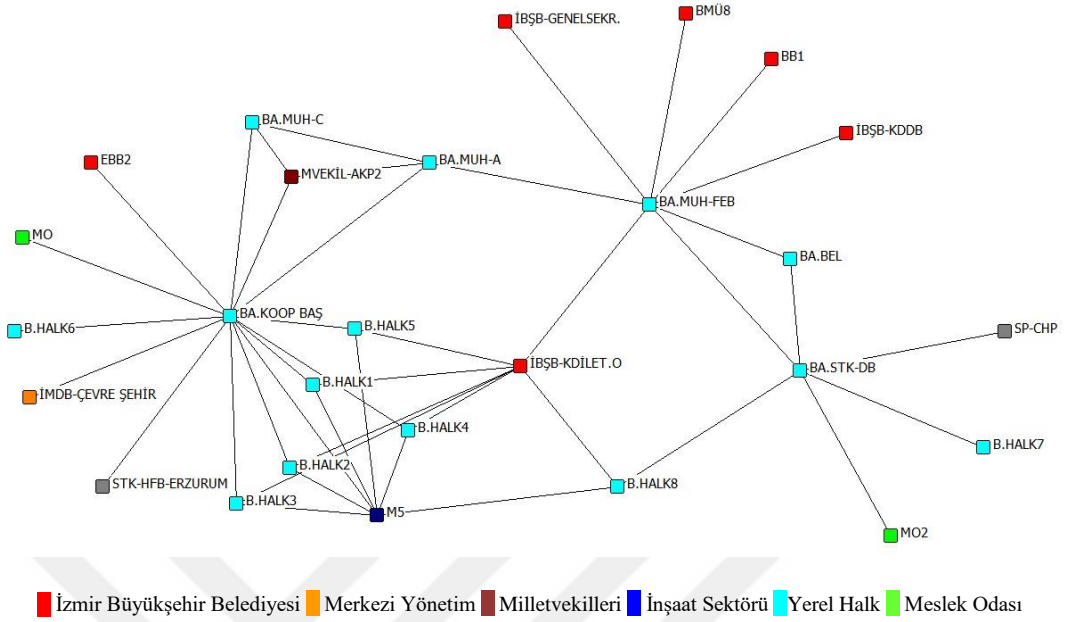 İBŞB-GENELSEKR.
BMÜ8
BB1
BA.MUH-C
İBŞB-KDDB
EBB2
MVEKİL-AKP2
BA.MUH-A
BA.MUH-FEB
MO
BA.BEL
BA.KOOP BAŞ
B.HALK6
B.HALK5
SP-CHP
İBŞB-KDİLET.O
BA.STK-DB
B.HALK1
İMDB-ÇEVRE ŞEHİR
B.HALK4
B.HALK7
B.HALK2
STK-HFB-ERZURUM
B.HALK8
B.HALK3
M5
MO2
İzmir Büyükşehir Belediyesi Merkezi Yönetim Milletvekilleri İnşaat Sektörü Yerel Halk Meslek Odası